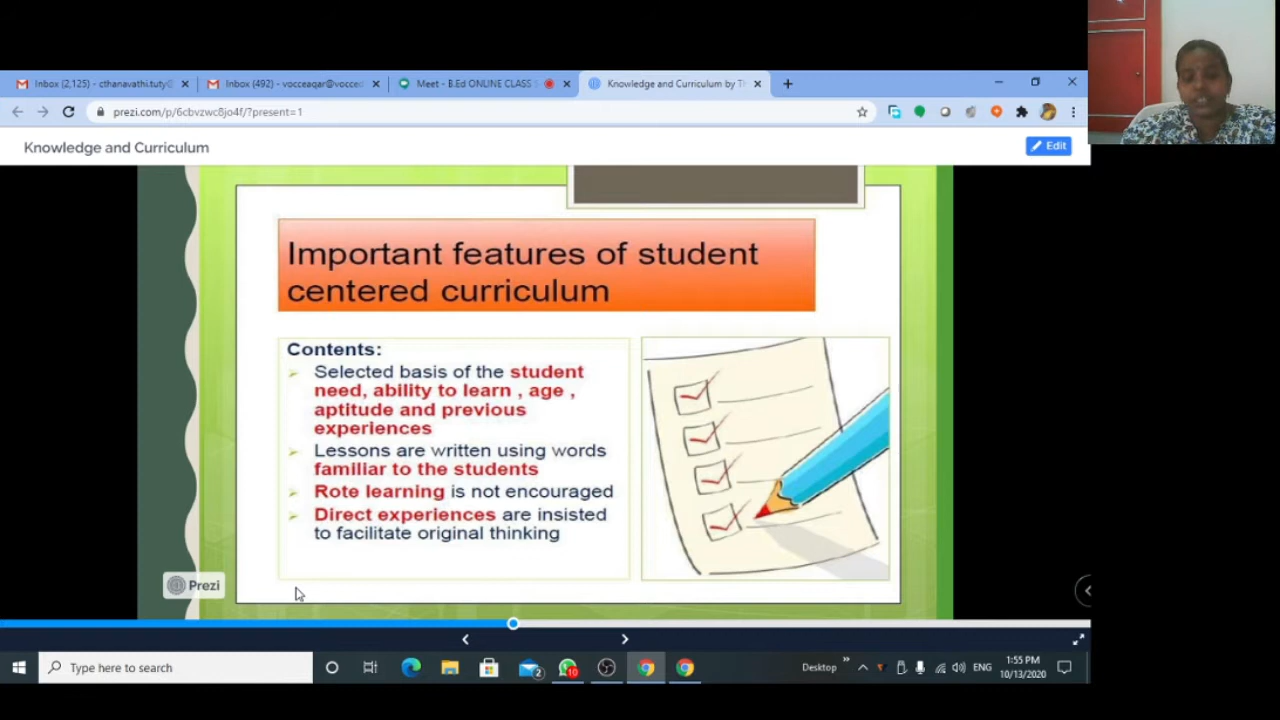 Inbox (2,125) - cthanavathi.tuty@
Inbox (492) - vocceaqar@vocced
Meet - B.Ed ONLINE CLASS S
Knowledge and Curriculum by Th
prezi.com/p/6cbvzwc8jo4f/?present=1
Knowledge and Curriculum
Edit
Important features of student
centered curriculum
Contents:
Selected basis of the student
need, ability to learn , age ,
aptitude and previous
experiences
Lessons are written using words
familiar to the students
Rote learning is not encouraged
Direct experiences are insisted
to facilitate original thinking
Prezi
Type here to search
2
10
Desktop
ENG
1:55 PM
10/13/2020